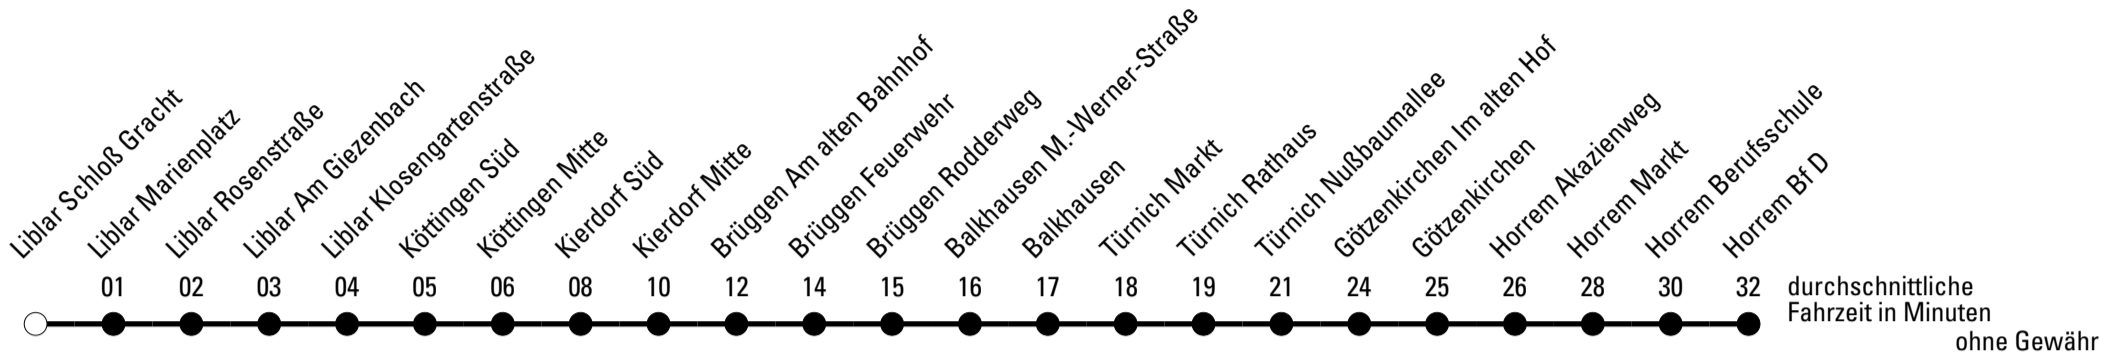 Liblar Schloß Gracht
Liblar Marienplatz
Liblar Rosenstraße
Liblar Am Giezenbach
Liblar Klosengartenstraße
Köttingen Süd
Köttingen Mitte
Kierdorf Süd
Kierdorf Mitte
Brüggen Am alten Bahnhof
Brüggen Feuerwehr
Brüggen Rodderweg
Balkhausen M.-Werner-Straße
Balkhausen
Türnich Markt
Türnich Rathaus
Türnich Nußbaumallee
Götzenkirchen Im alten Hof
Götzenkirchen
Horrem Akazienweg
Horrem Markt
Horrem Berufsschule
Horrem Bf D
01 02 03 04 05 06 08 10 12 14 15 16 17 18 19 21 24 25 26 28 30 32 durchschnittliche
Fahrzeit in Minuten
ohne Gewähr